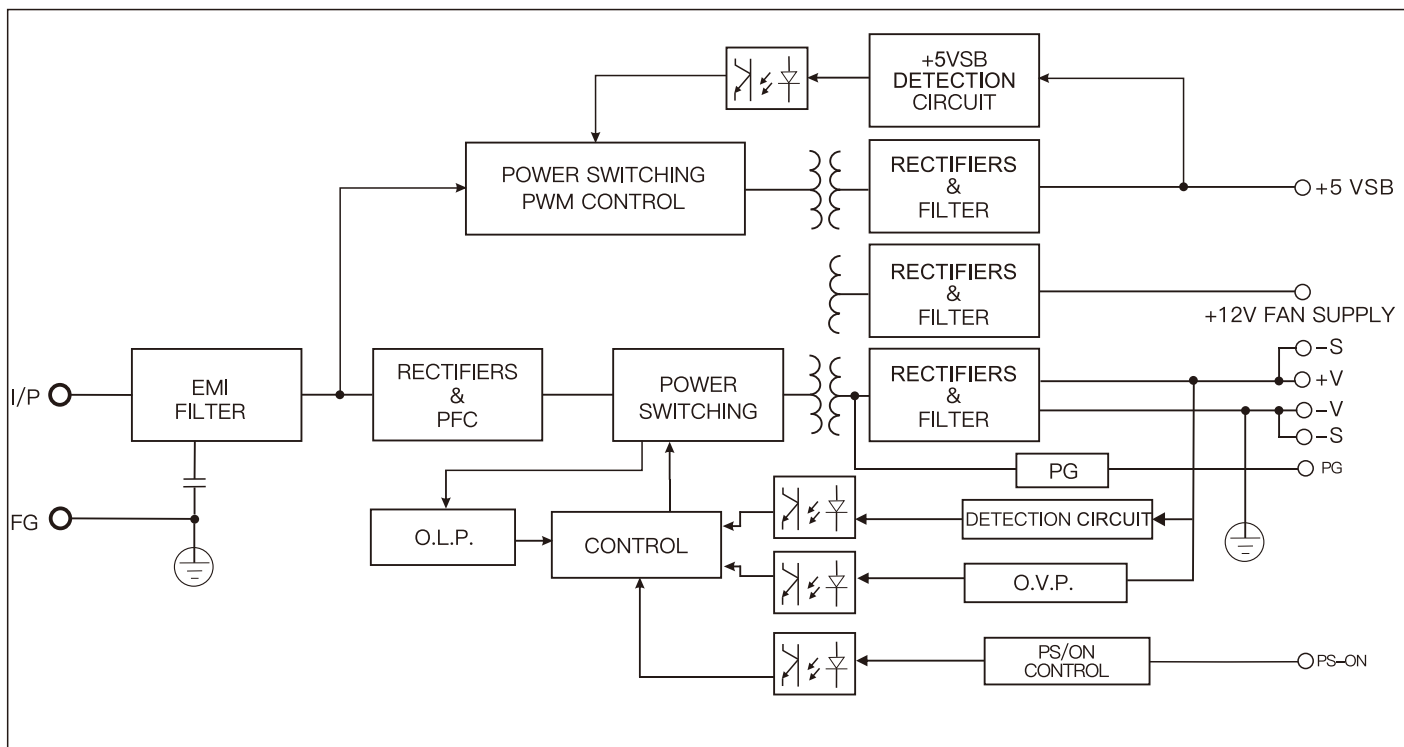 +5VSB
DETECTION
CIRCUIT
POWER SWITCHING
PWM CONTROL
RECTIFIERS
&
FILTER
+5 VSB
RECTIFIERS
&
FILTER
+12V FAN SUPPLY
I/P
EMI
FILTER
RECTIFIERS
&
PFC
POWER
SWITCHING
RECTIFIERS
&
FILTER
-S
+V
-V
-S
PG
PG
FG
O.L.P.
CONTROL
DETECTION CIRCUIT
O.V.P.
PS/ON
CONTROL
PS-ON